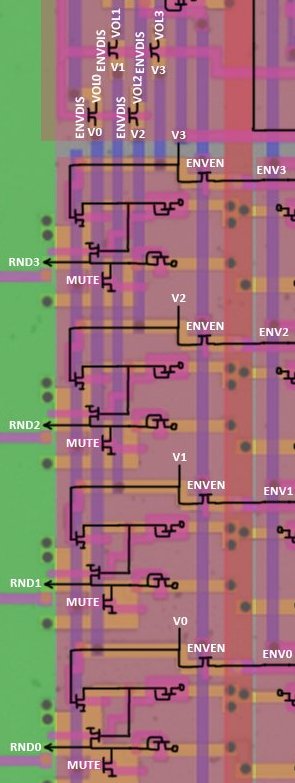 ENVDIS
VOL0
V0
ENVDIS
VOL1
V1
ENVDIS
VOL2
V2
ENVDIS
VOL3
V3
V3
ENVEN
ENV3
RND3
MUTE
V2
ENVEN
ENV2
RND2
MUTE
V1
ENVEN
ENV1
RND1
MUTE
V0
ENVEN
ENV0
RND0
MUTE